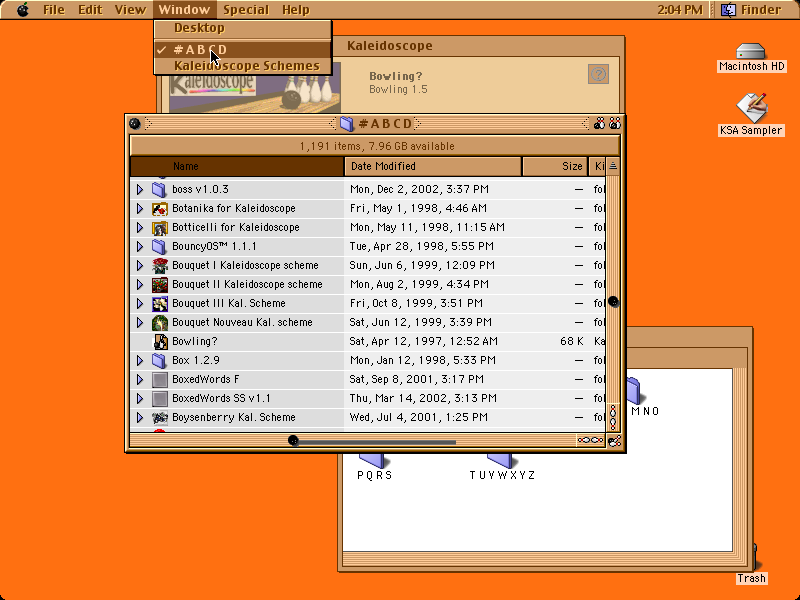 File Edit View Window Special Help 2:04 PM Finder
Desktop
✓ #ABCD
Kaleidoscope Schemes
Kaleidoscope
Kaleidoscope
Bowling?
Bowling 1.5
Macintosh HD
KSA Sampler
#ABCD
1,191 items, 7.96 GB available
Name Date Modified Size Ki
boss v1.0.3 Mon, Dec 2, 2002, 3:37 PM — fol
Botanika for Kaleidoscope Fri, May 1, 1998, 4:46 AM — fol
Botticelli for Kaleidoscope Mon, May 11, 1998, 11:15 AM — fol
BouncyOS™ 1.1.1 Tue, Apr 28, 1998, 5:55 PM — fol
Bouquet I Kaleidoscope scheme Sun, Jun 6, 1999, 12:09 PM — fol
Bouquet II Kaleidoscope scheme Mon, Aug 2, 1999, 4:34 PM — fol
Bouquet III Kal. Scheme Fri, Oct 8, 1999, 3:51 PM — fol
Bouquet Nouveau Kal. scheme Sat, Jun 12, 1999, 3:39 PM — fol
Bowling? Sat, Apr 12, 1997, 12:52 AM 68 K Ka
Box 1.2.9 Mon, Jan 12, 1998, 5:33 PM — fol
BoxedWords F Sat, Sep 8, 2001, 3:17 PM — fol
BoxedWords SS v1.1 Thu, Mar 14, 2002, 3:13 PM — fol
Boysenberry Kal. Scheme Wed, Jul 4, 2001, 1:25 PM — fol
MNO
PQRS
TUVWXYZ
Trash